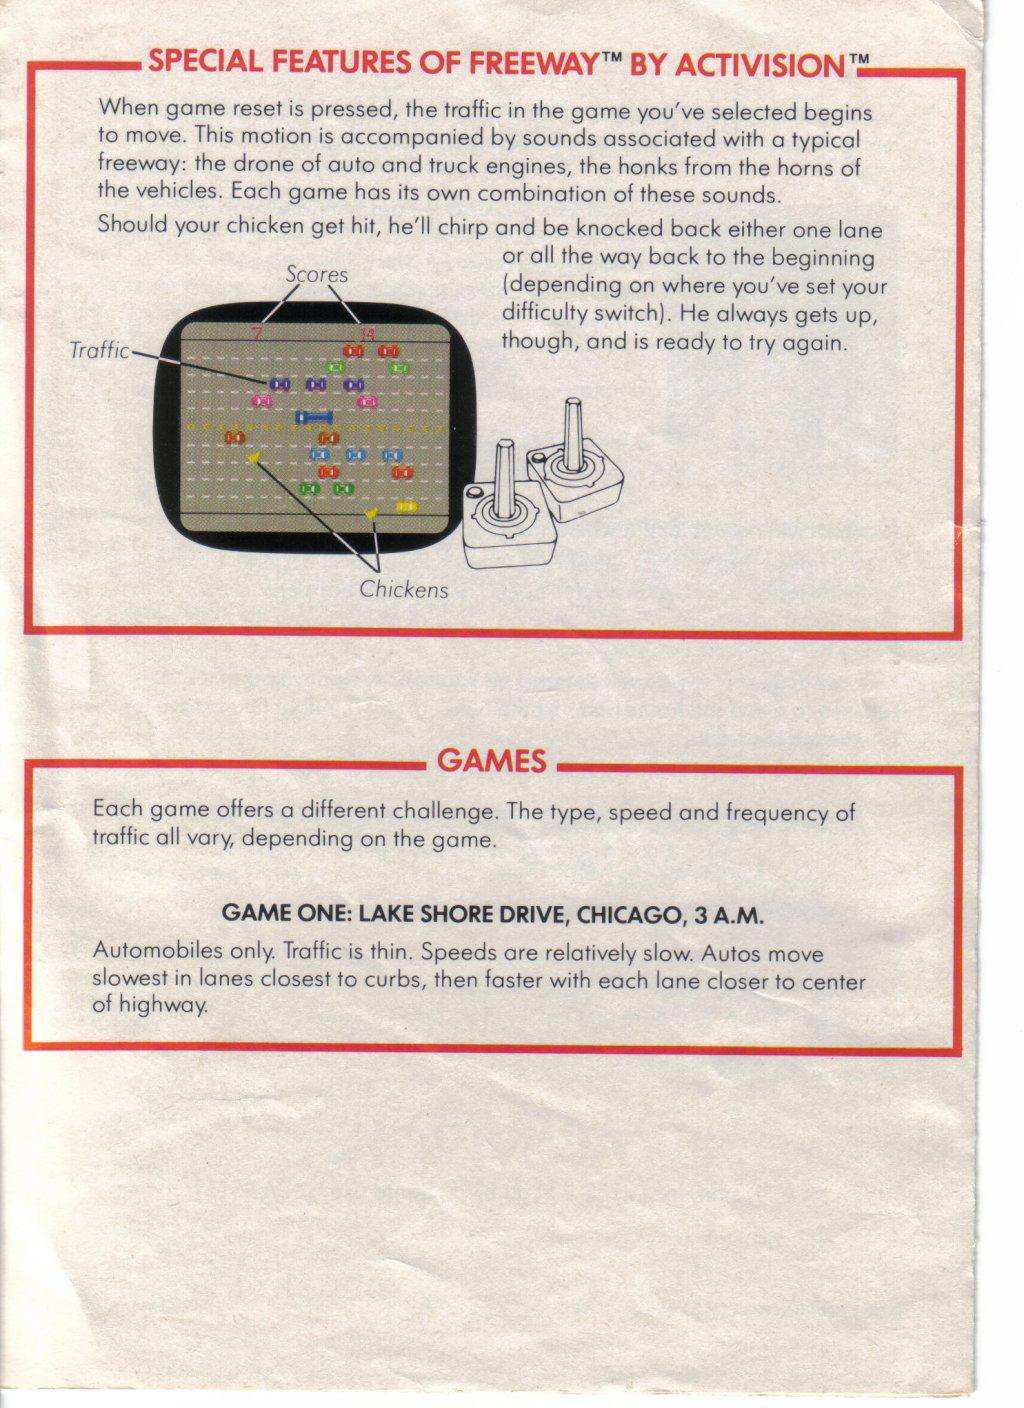 SPECIAL FEATURES OF FREEWAY™ BY ACTIVISION™
When game reset is pressed, the traffic in the game you've selected begins
to move. This motion is accompanied by sounds associated with a typical
freeway: the drone of auto and truck engines, the honks from the horns of
the vehicles. Each game has its own combination of these sounds.
Should your chicken get hit, he'll chirp and be knocked back either one lane
or all the way back to the beginning
(depending on where you've set your
difficulty switch). He always gets up,
though, and is ready to try again.
Scores
7 14
Traffic
Chickens
GAMES
Each game offers a different challenge. The type, speed and frequency of
traffic all vary, depending on the game.
GAME ONE: LAKE SHORE DRIVE, CHICAGO, 3 A.M.
Automobiles only. Traffic is thin. Speeds are relatively slow. Autos move
slowest in lanes closest to curbs, then faster with each lane closer to center
of highway.